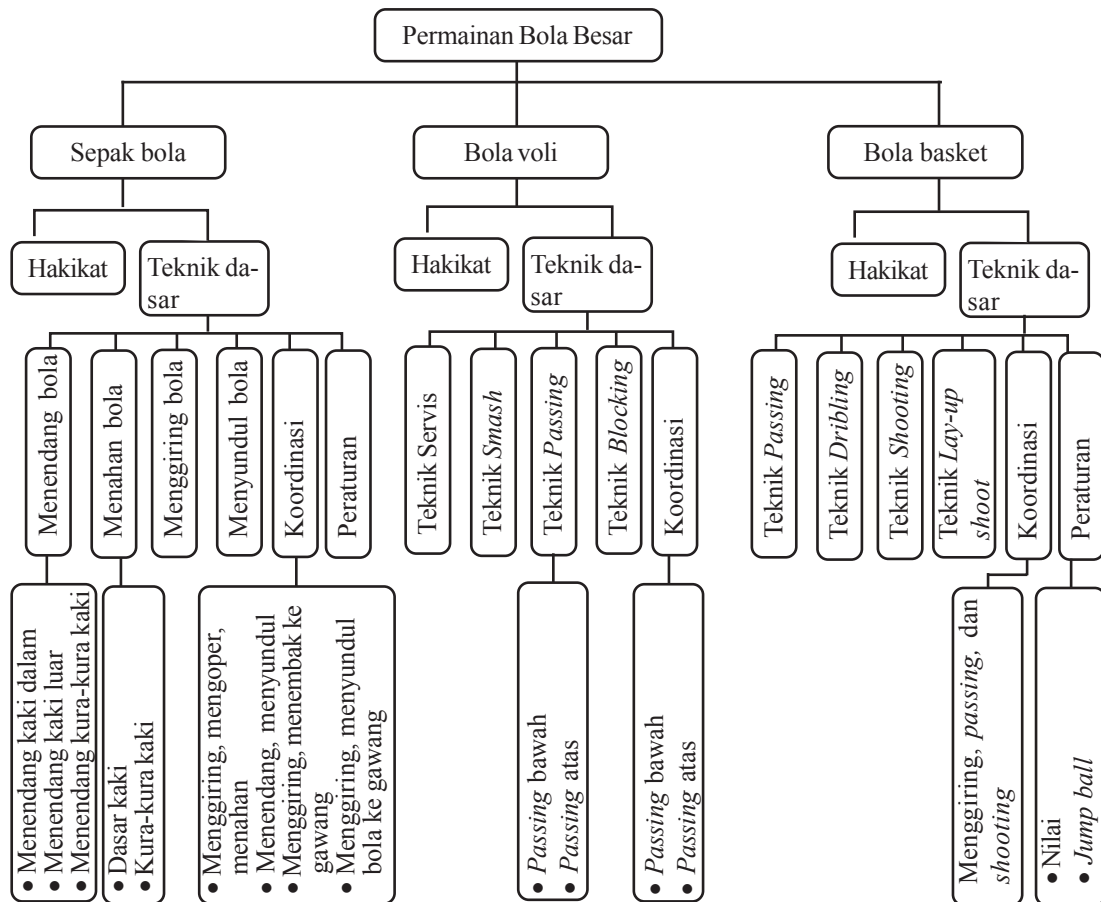 Permainan Bola Besar
Sepak bola
Bola voli
Bola basket
Hakikat
Teknik da-
sar
Hakikat
Teknik da-
sar
Hakikat
Teknik da-
sar
Menendang bola
Menahan bola
Menggiring bola
Menyundul bola
Koordinasi
Peraturan
Teknik Servis
Teknik Smash
Teknik Passing
Teknik Blocking
Koordinasi
Teknik Passing
Teknik Dribling
Teknik Shooting
Teknik Lay-up
shoot
Koordinasi
Peraturan
• Menendang kaki dalam
• Menendang kaki luar
• Menendang kura-kura kaki
• Dasar kaki
• Kura-kura kaki
• Menggiring, mengoper,
menahan
• Menendang, menyundul
• Menggiring, menembak ke
gawang
• Menggiring, menyundul
bola ke gawang
• Passing bawah
• Passing atas
• Passing bawah
• Passing atas
Menggiring, passing, dan
shooting
• Nilai
• Jump ball